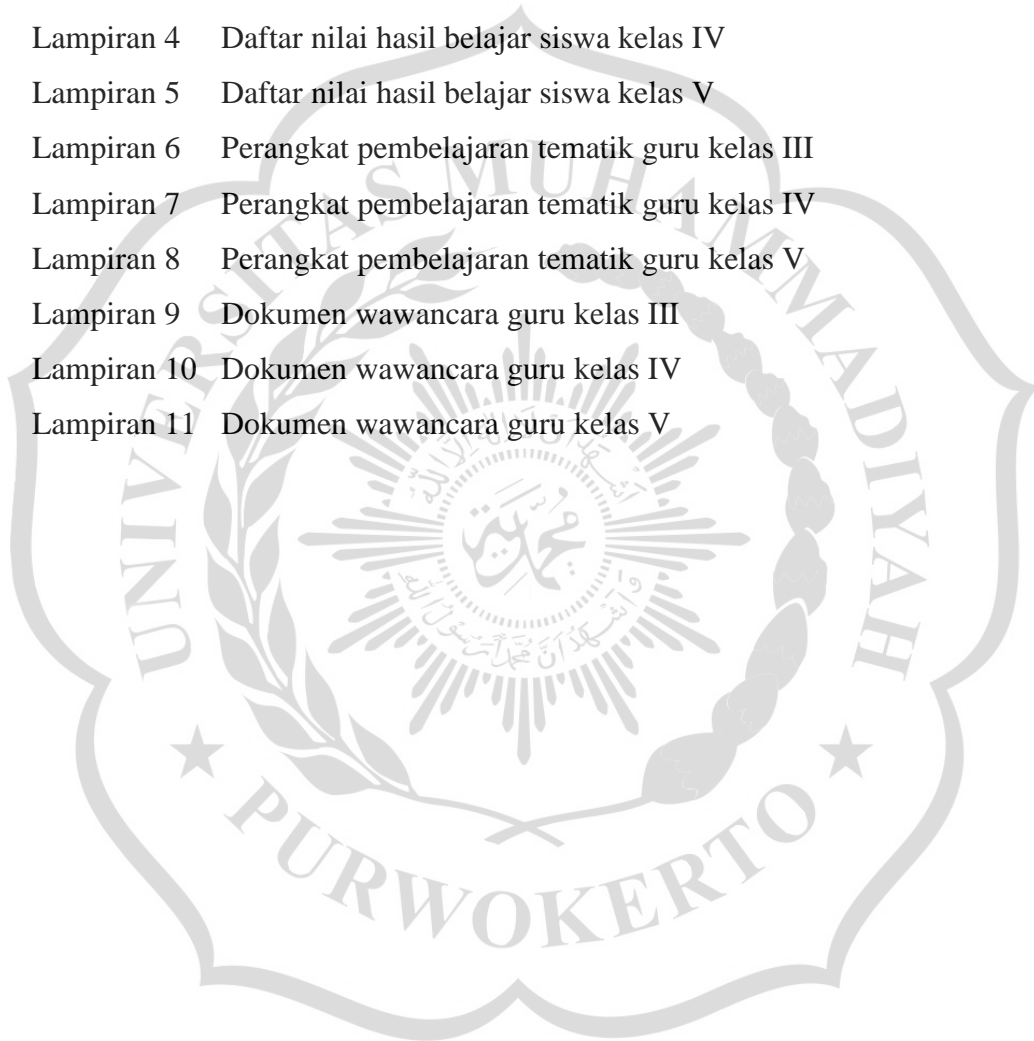 Lampiran 4 Daftar nilai hasil belajar siswa kelas IV
Lampiran 5 Daftar nilai hasil belajar siswa kelas V
Lampiran 6 Perangkat pembelajaran tematik guru kelas III
Lampiran 7 Perangkat pembelajaran tematik guru kelas IV
Lampiran 8 Perangkat pembelajaran tematik guru kelas V
Lampiran 9 Dokumen wawancara guru kelas III
Lampiran 10 Dokumen wawancara guru kelas IV
Lampiran 11 Dokumen wawancara guru kelas V
UNIVERSITAS MUHAMMADIYAH
PURWOKERTO